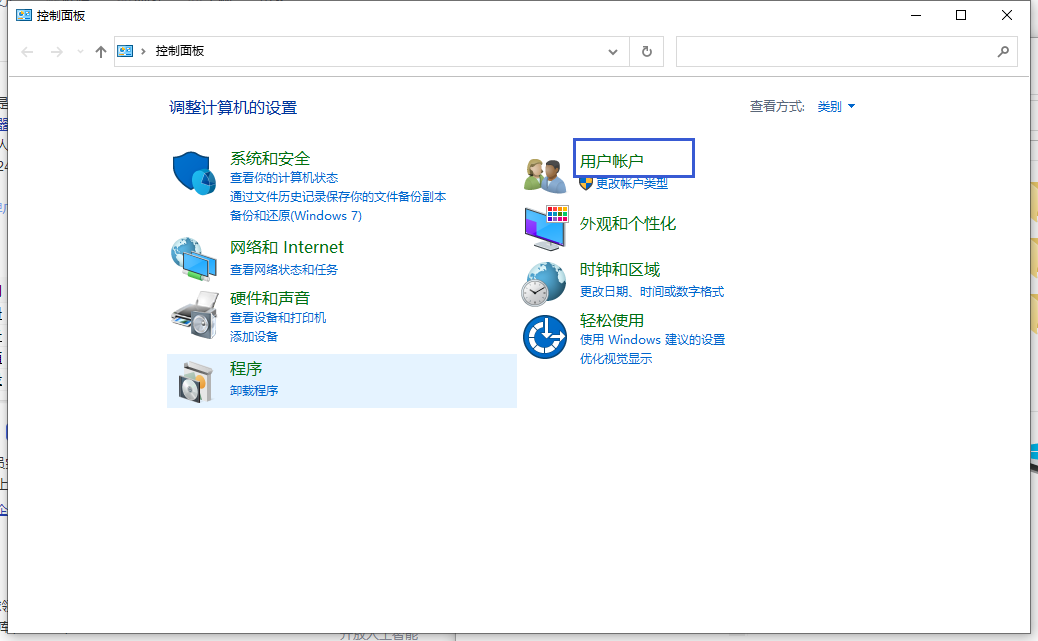 控制面板
控制面板
调整计算机的设置
查看方式: 类别
系统和安全
查看你的计算机状态
通过文件历史记录保存你的文件备份副本
备份和还原(Windows 7)
网络和 Internet
查看网络状态和任务
硬件和声音
查看设备和打印机
添加设备
程序
卸载程序
用户帐户
更改帐户类型
外观和个性化
时钟和区域
更改日期、时间或数字格式
轻松使用
使用 Windows 建议的设置
优化视觉显示